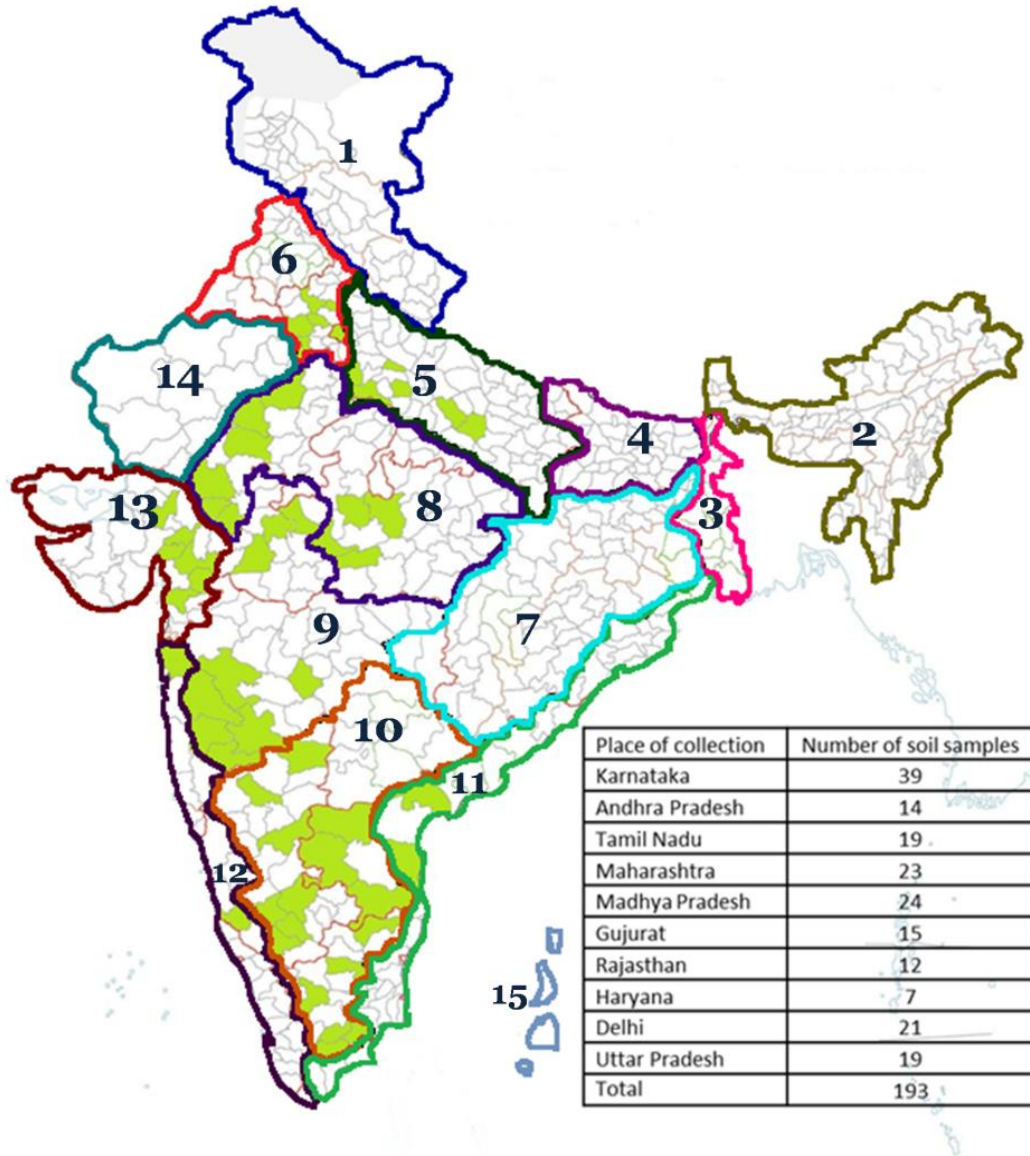 1
6
14
5
4
2
13
8
3
9
7
10
11
12
15
Place of collection Number of soil samples
Karnataka 39
Andhra Pradesh 14
Tamil Nadu 19
Maharashtra 23
Madhya Pradesh 24
Gujurat 15
Rajasthan 12
Haryana 7
Delhi 21
Uttar Pradesh 19
Total 193